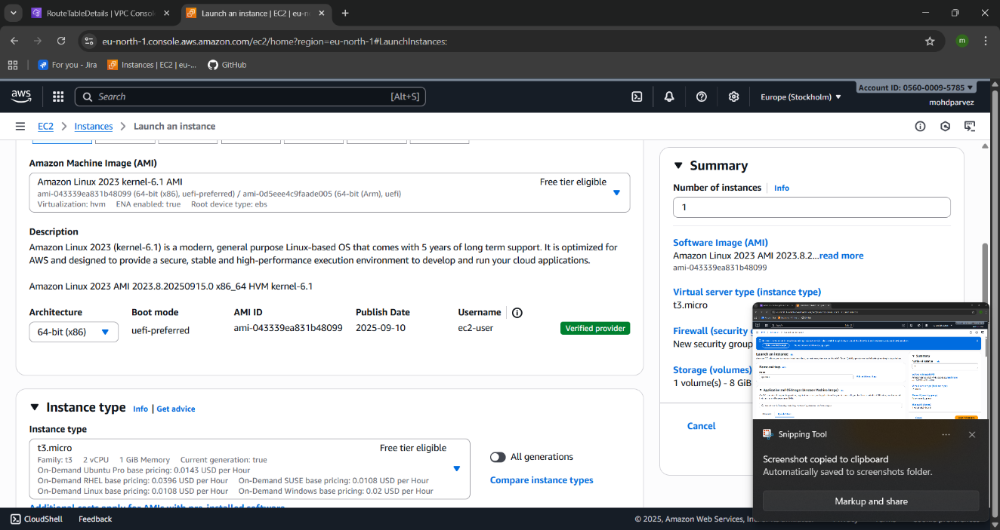 RouteTableDetails | VPC Consol
Launch an instance | EC2 | eu-n
eu-north-1.console.aws.amazon.com/ec2/home?region=eu-north-1#LaunchInstances:
m
For you - Jira
Instances | EC2 | eu-...
GitHub
aws
Search
[Alt+S]
Europe (Stockholm)
Account ID: 0560-0009-5785
mohdparvez
EC2
Instances
Launch an instance
Amazon Machine Image (AMI)
Amazon Linux 2023 kernel-6.1 AMI
Free tier eligible
ami-043339ea831b48099 (64-bit (x86), uefi-preferred) / ami-0d5eee4c9faade005 (64-bit (Arm), uefi)
Virtualization: hvm ENA enabled: true Root device type: ebs
Description
Amazon Linux 2023 (kernel-6.1) is a modern, general purpose Linux-based OS that comes with 5 years of long term support. It is optimized for
AWS and designed to provide a secure, stable and high-performance execution environment to develop and run your cloud applications.
Amazon Linux 2023 AMI 2023.8.20250915.0 x86_64 HVM kernel-6.1
Architecture
Boot mode
AMI ID
Publish Date
Username
64-bit (x86)
uefi-preferred
ami-043339ea831b48099
2025-09-10
ec2-user
Verified provider
Instance type
Info | Get advice
Instance type
t3.micro
Free tier eligible
Family: t3 2 vCPU 1 GiB Memory Current generation: true
On-Demand Ubuntu Pro base pricing: 0.0143 USD per Hour
On-Demand RHEL base pricing: 0.0396 USD per Hour On-Demand SUSE base pricing: 0.0108 USD per Hour
On-Demand Linux base pricing: 0.0108 USD per Hour On-Demand Windows base pricing: 0.02 USD per Hour
All generations
Compare instance types
Additional costs apply for AMIs with pre-installed software
Summary
Number of instances
Info
1
Software Image (AMI)
Amazon Linux 2023 AMI 2023.8.2...read more
ami-043339ea831b48099
Virtual server type (instance type)
t3.micro
Firewall (security
New security group
Storage (volumes)
1 volume(s) - 8 GiB
Cancel
Launch an instance
Summary
Snipping Tool
Screenshot copied to clipboard
Automatically saved to screenshots folder.
Markup and share
CloudShell
Feedback
© 2025, Amazon Web Services,